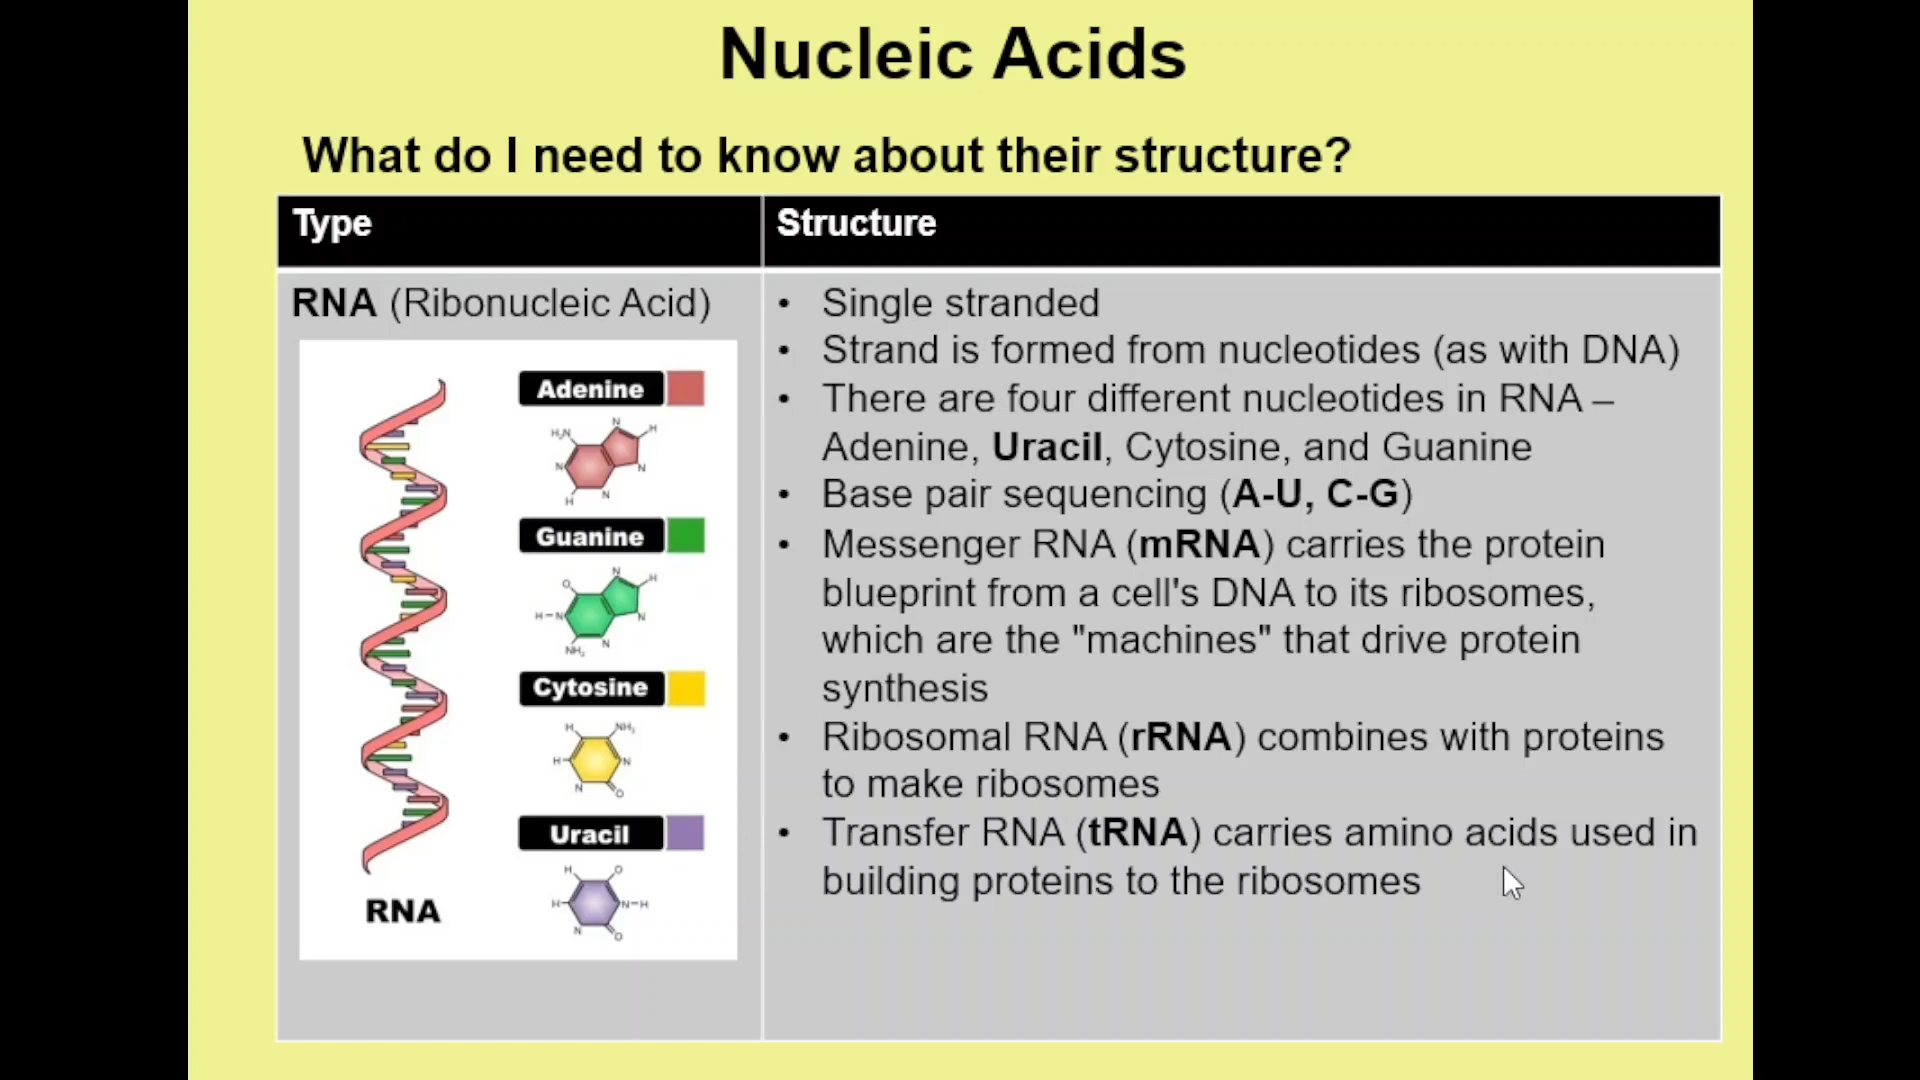 Nucleic Acids
What do I need to know about their structure?
Type
Structure
RNA (Ribonucleic Acid)
Adenine
H₂N
N
H
N
N
H
N
Guanine
O
N
H
H-N
N
NH₂
N
Cytosine
H
NH₂
H
N
N
O
Uracil
H
O
H
N-H
N
O
RNA
• Single stranded
• Strand is formed from nucleotides (as with DNA)
• There are four different nucleotides in RNA –
Adenine, Uracil, Cytosine, and Guanine
• Base pair sequencing (A-U, C-G)
• Messenger RNA (mRNA) carries the protein
blueprint from a cell's DNA to its ribosomes,
which are the "machines" that drive protein
synthesis
• Ribosomal RNA (rRNA) combines with proteins
to make ribosomes
• Transfer RNA (tRNA) carries amino acids used in
building proteins to the ribosomes